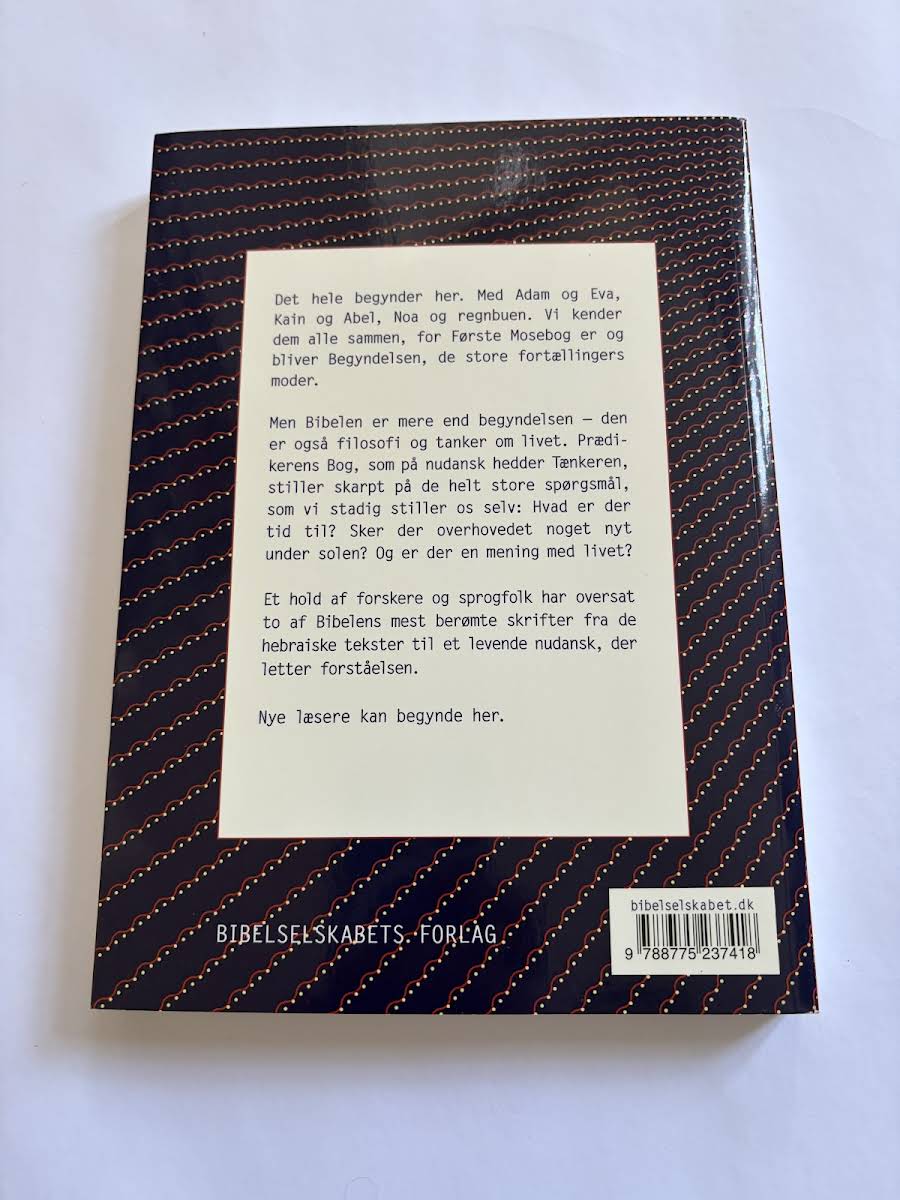 Det hele begynder her. Med Adam og Eva,
Kain og Abel, Noa og regnbuen. Vi kender
dem alle sammen, for Første Mosebog er og
bliver Begyndelsen, de store fortællingers
moder.
Men Bibelen er mere end begyndelsen – den
er også filosofi og tanker om livet. Prædi-
kerens Bog, som på nudansk hedder Tænkeren,
stiller skarpt på de helt store spørgsmål,
som vi stadig stiller os selv: Hvad er der
tid til? Sker der overhovedet noget nyt
under solen? Og er der en mening med livet?
Et hold af forskere og sprogfolk har oversat
to af Bibelens mest berømte skrifter fra de
hebraiske tekster til et levende nudansk, der
letter forståelsen.
Nye læsere kan begynde her.
BIBELSELSKABETS FORLAG
bibelselskabet.dk
9 788775 237418